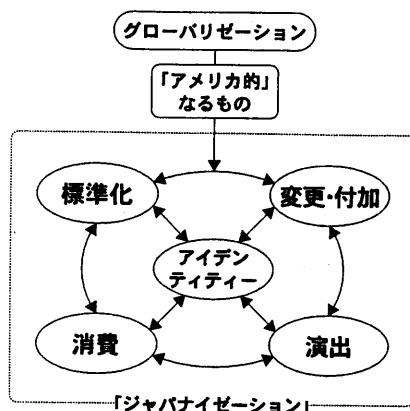 グローバリゼーション
「アメリカ的」
なるもの
標準化
変更・付加
アイデン
ティティー
消費
演出
「ジャパナイゼーション」